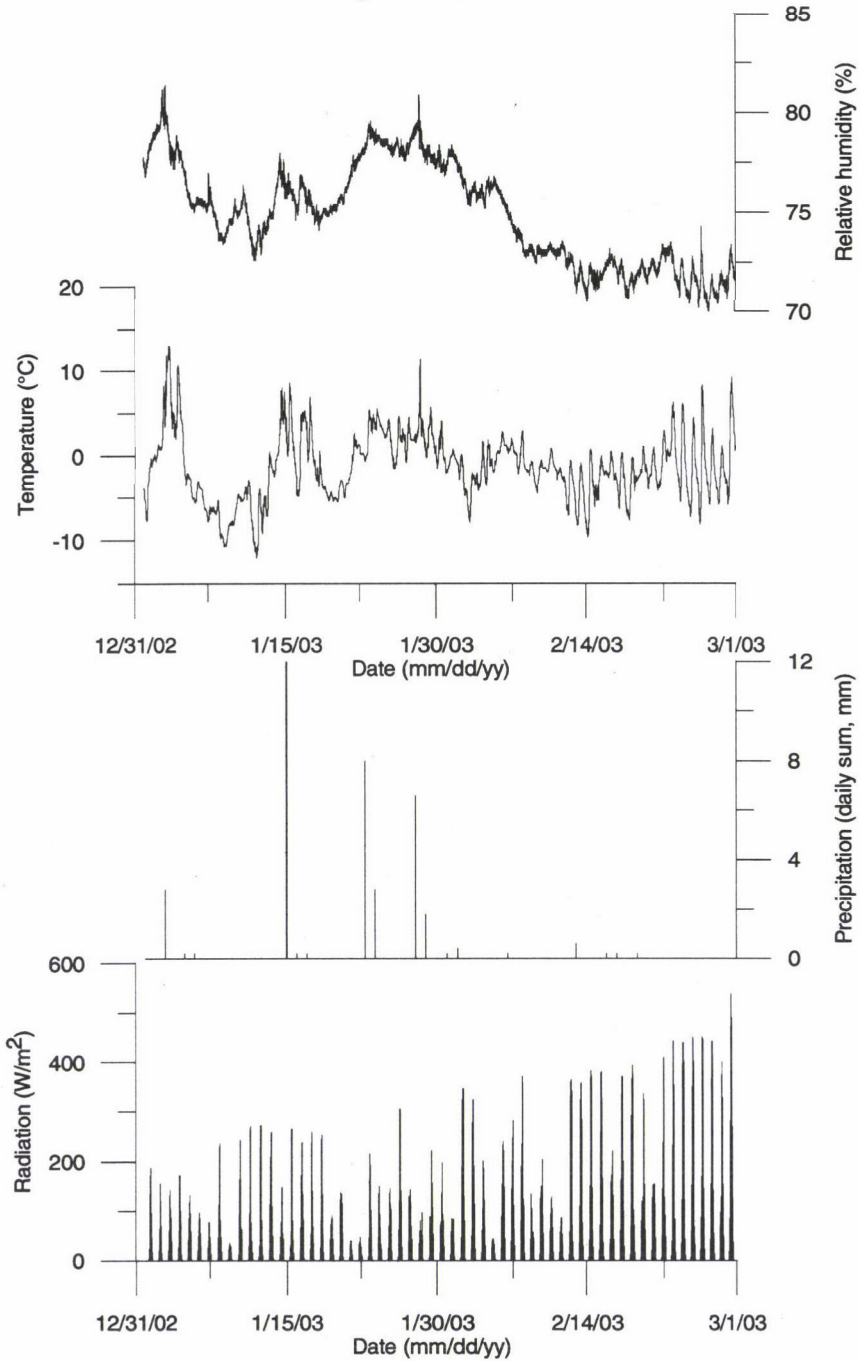 85
80
75
70
Relative humidity (%)
20
10
0
-10
Temperature (°C)
12/31/02 1/15/03 1/30/03 2/14/03 3/1/03
Date (mm/dd/yy)
12
8
4
0
Precipitation (daily sum, mm)
600
400
200
0
Radiation (W/m²)
12/31/02 1/15/03 1/30/03 2/14/03 3/1/03
Date (mm/dd/yy)